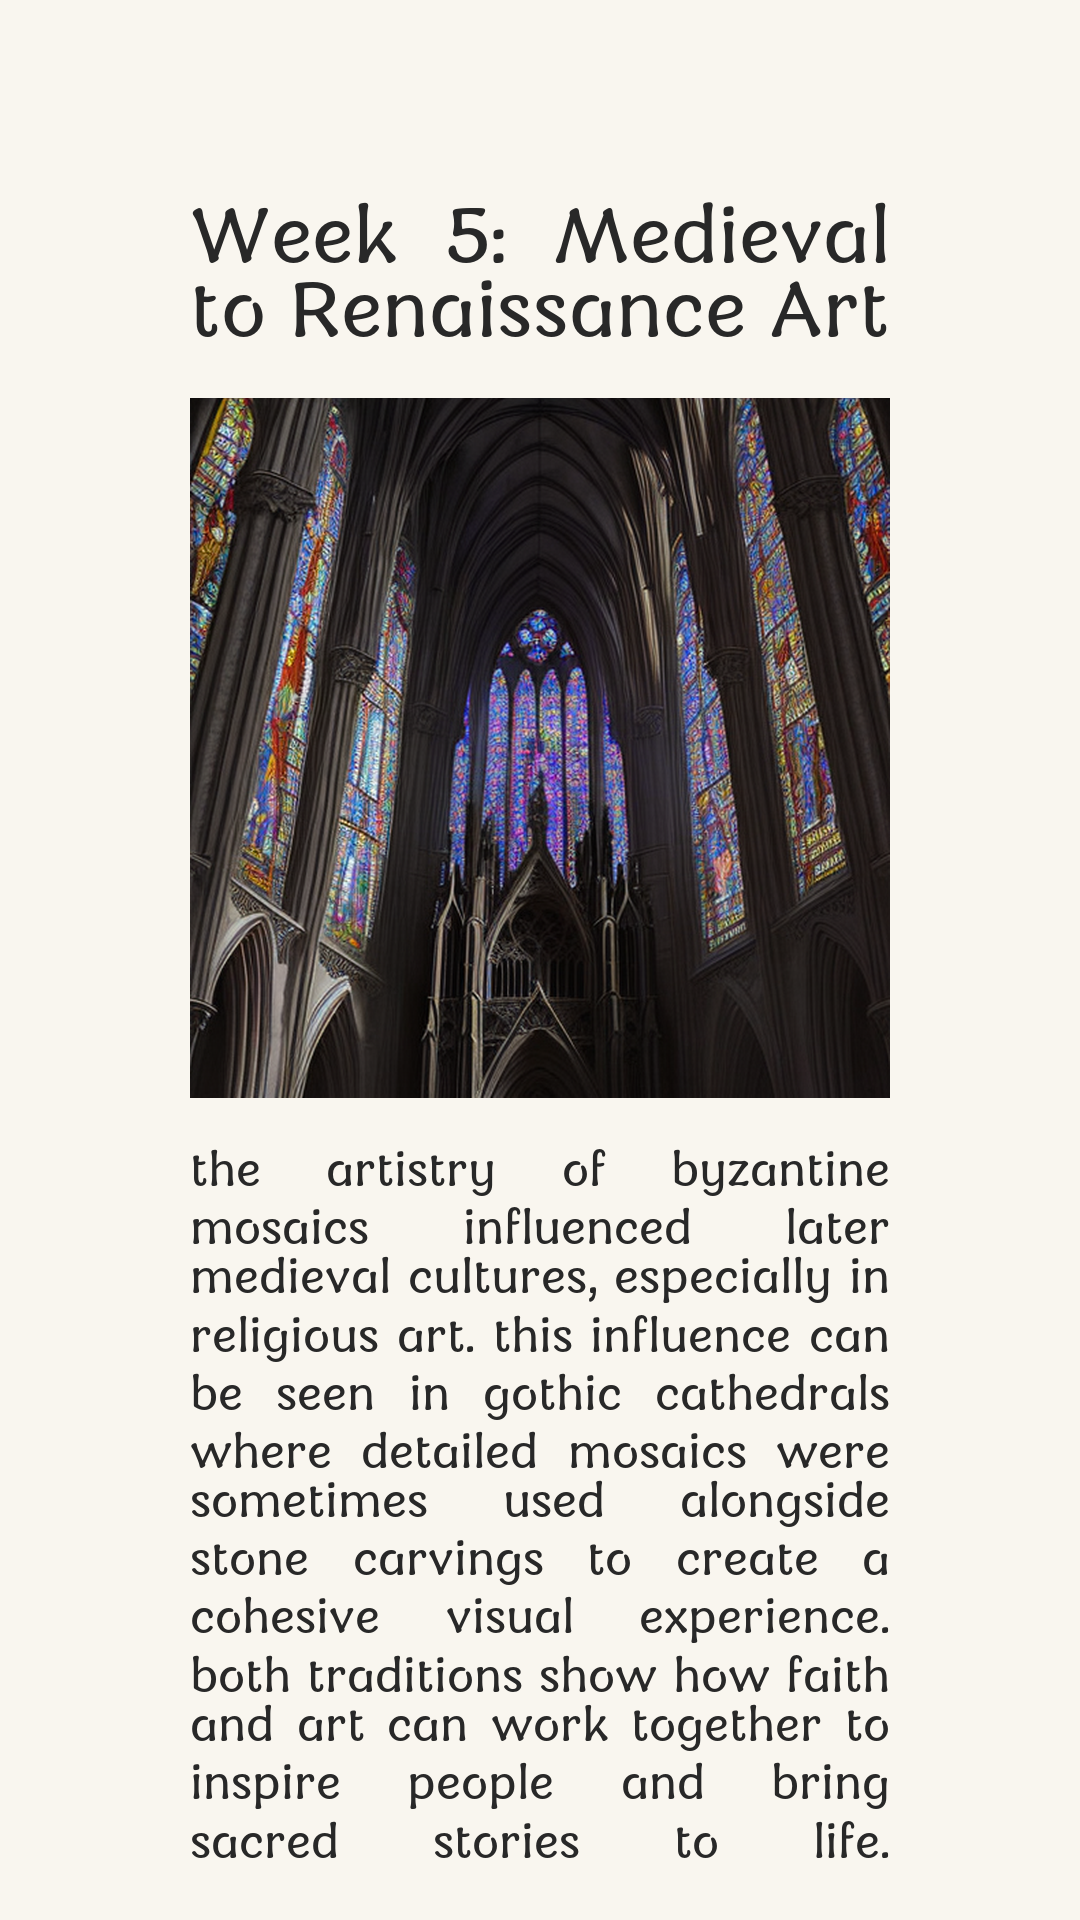 Week 5: Medieval
to Renaissance Art
the artistry of byzantine
mosaics influenced later
medieval cultures, especially in
religious art. this influence can
be seen in gothic cathedrals
where detailed mosaics were
sometimes used alongside
stone carvings to create a
cohesive visual experience.
both traditions show how faith
and art can work together to
inspire people and bring
sacred stories to life.